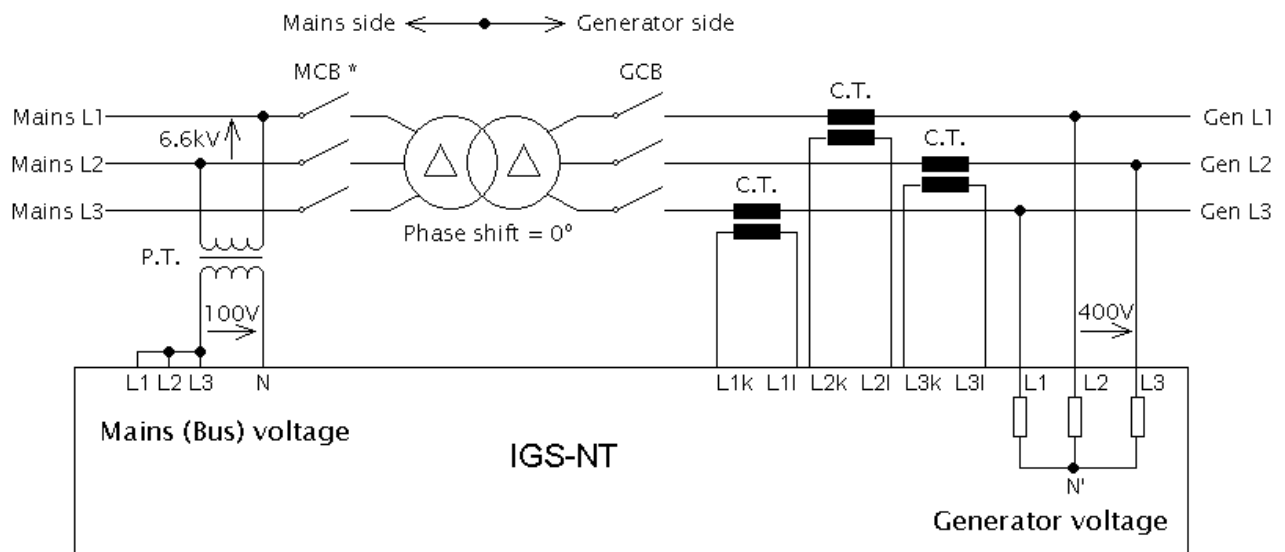 Mains side Generator side
MCB * GCB C.T.
Mains L1 Gen L1
6.6kV C.T.
Mains L2 Gen L2
C.T.
Mains L3 Gen L3
Phase shift = 0°
P.T.
100V 400V
L1 L2 L3 N L1k L1l L2k L2l L3k L3l L1 L2 L3
Mains (Bus) voltage
IGS-NT
N'
Generator voltage